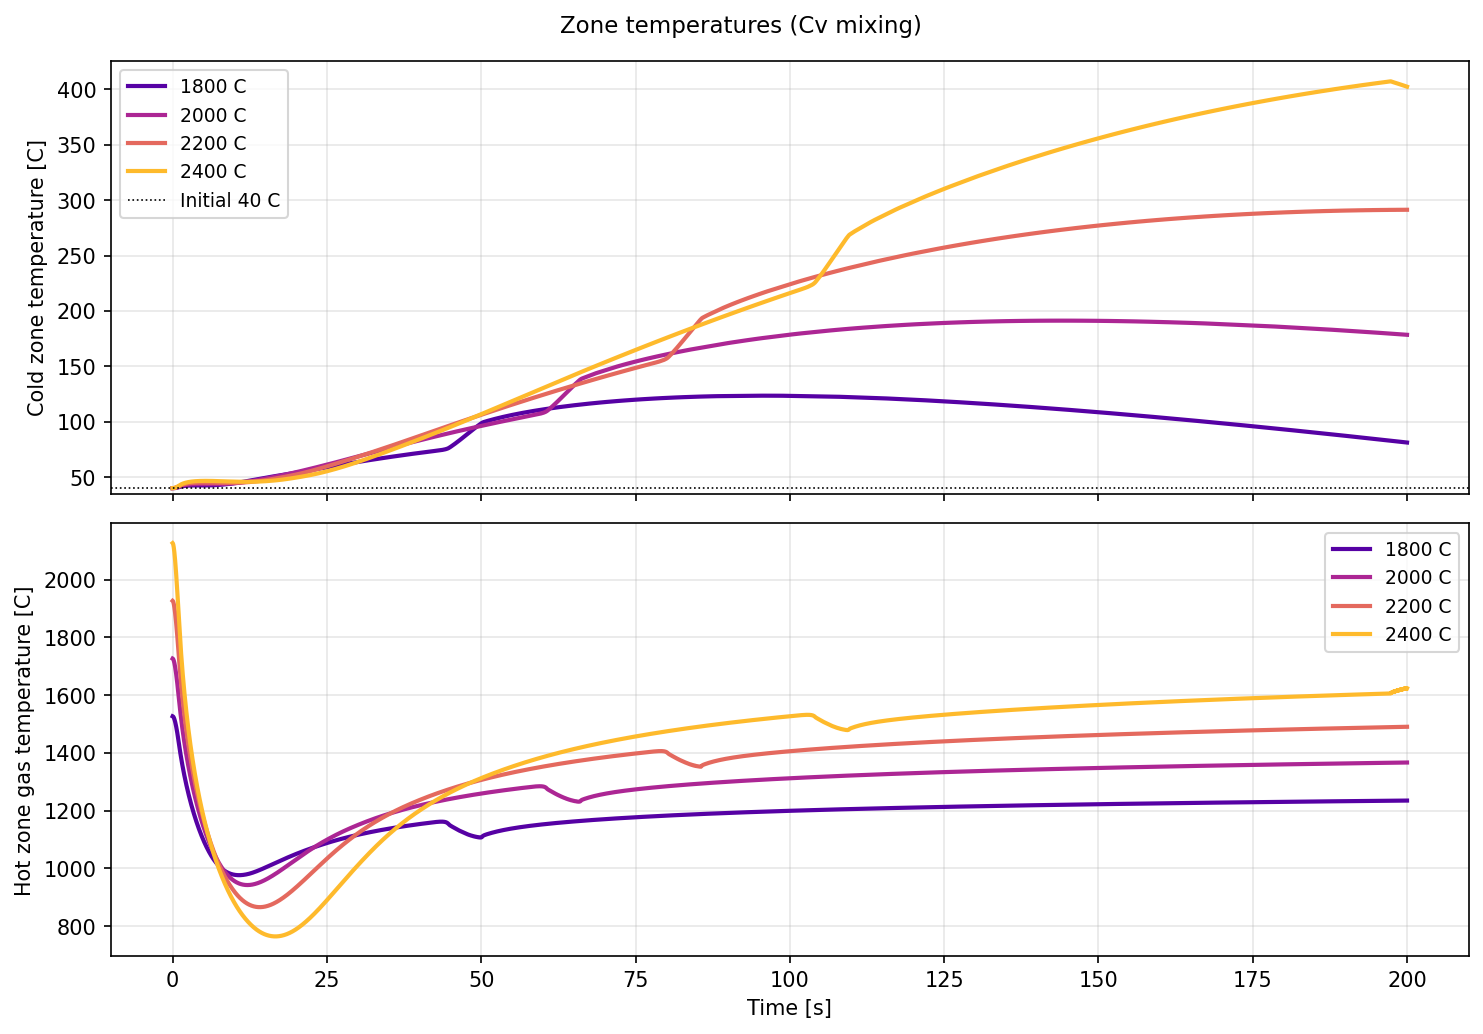 Zone temperatures (Cv mixing)
Cold zone temperature [C]
400
350
300
250
200
150
100
50
1800 C
2000 C
2200 C
2400 C
Initial 40 C
Hot zone gas temperature [C]
2000
1800
1600
1400
1200
1000
800
1800 C
2000 C
2200 C
2400 C
0 25 50 75 100 125 150 175 200
Time [s]